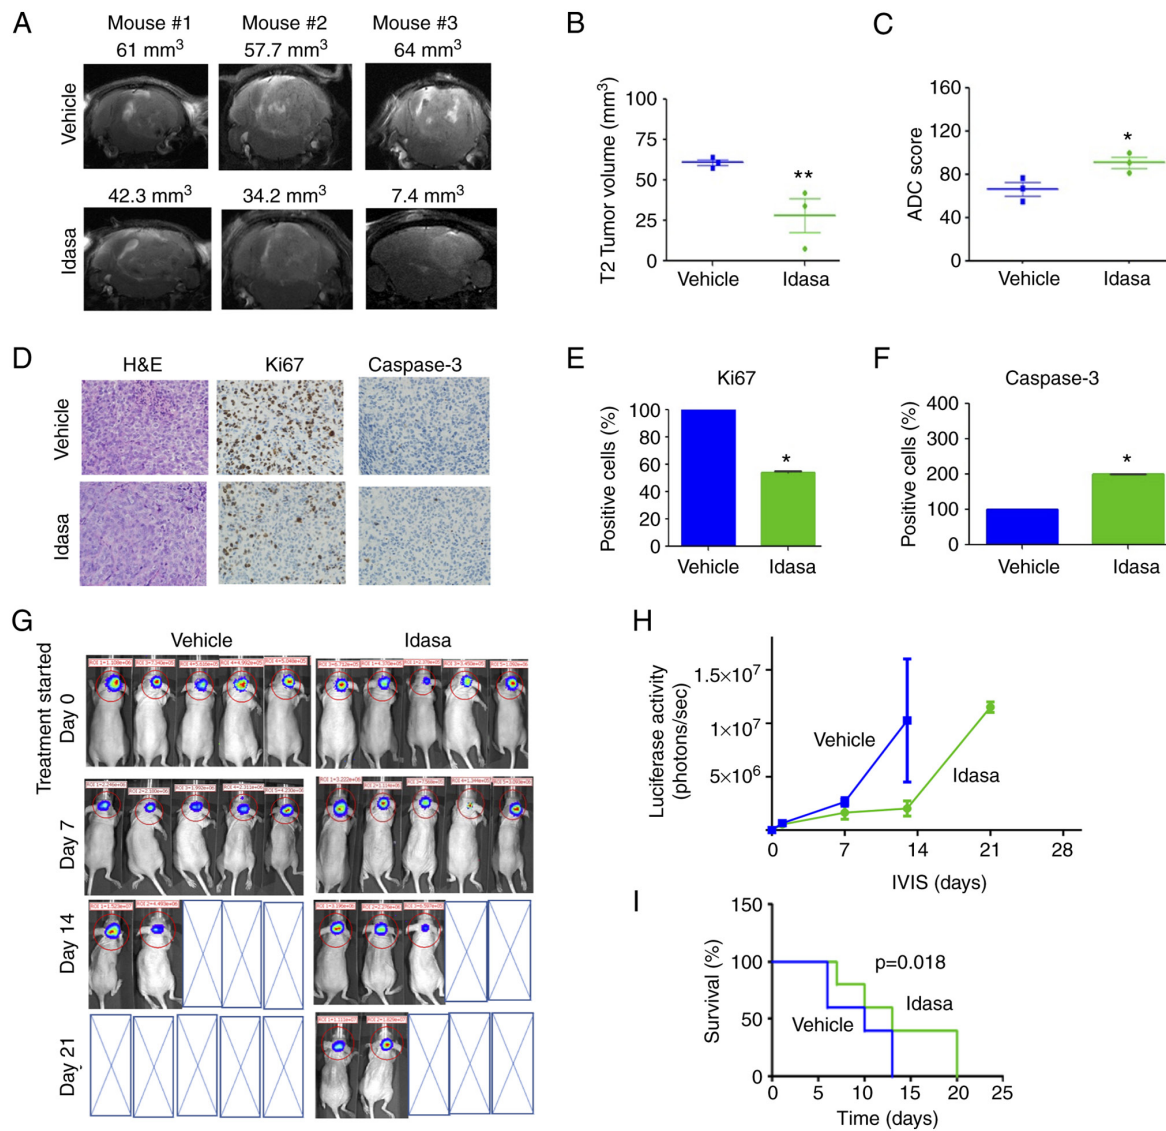 A
Mouse #1
Mouse #2
Mouse #3
61 mm³
57.7 mm³
64 mm³
Vehicle
42.3 mm³
34.2 mm³
7.4 mm³
Idasa
B
T2 Tumor volume (mm³)
100
75
50
25
0
**
Vehicle
Idasa
C
ADC score
160
120
80
60
0
*
Vehicle
Idasa
D
H&E
Ki67
Caspase-3
Vehicle
Idasa
E
Ki67
Positive cells (%)
100
80
60
40
20
0
*
Vehicle
Idasa
F
Caspase-3
Positive cells (%)
400
300
200
100
0
*
Vehicle
Idasa
G
Vehicle
Idasa
Treatment started
Day 0
Day 7
Day 14
Day 21
H
Luciferase activity
(photons/sec)
1.5×10⁷
1×10⁷
5×10⁶
0
Vehicle
Idasa
0
7
14
21
28
IVIS (days)
I
Survival (%)
150
100
50
0
p=0.018
Vehicle
Idasa
0
5
10
15
20
25
Time (days)